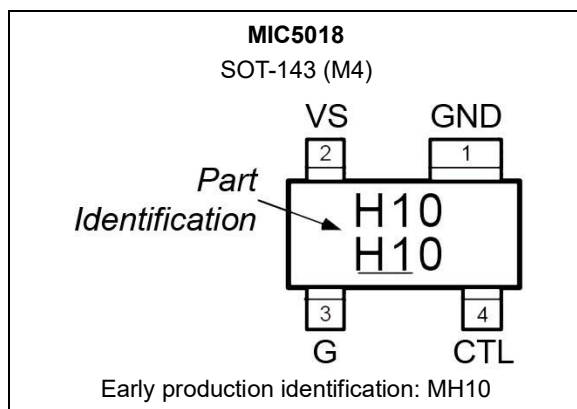 MIC5018
SOT-143 (M4)
VS GND
2 1
Part
Identification
H10
H10
3 4
G CTL
Early production identification: MH10